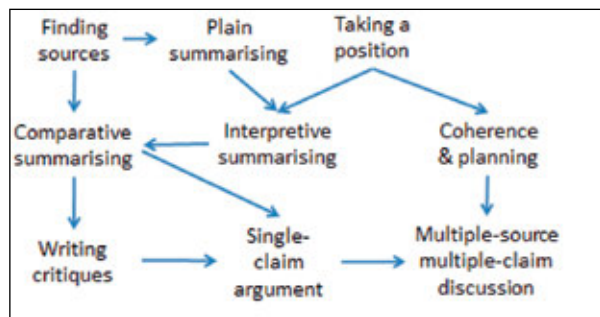 Finding
sources
Plain
summarising
Taking a
position
Comparative
summarising
Interpretive
summarising
Coherence
& planning
Writing
critiques
Single-
claim
argument
Multiple-source
multiple-claim
discussion